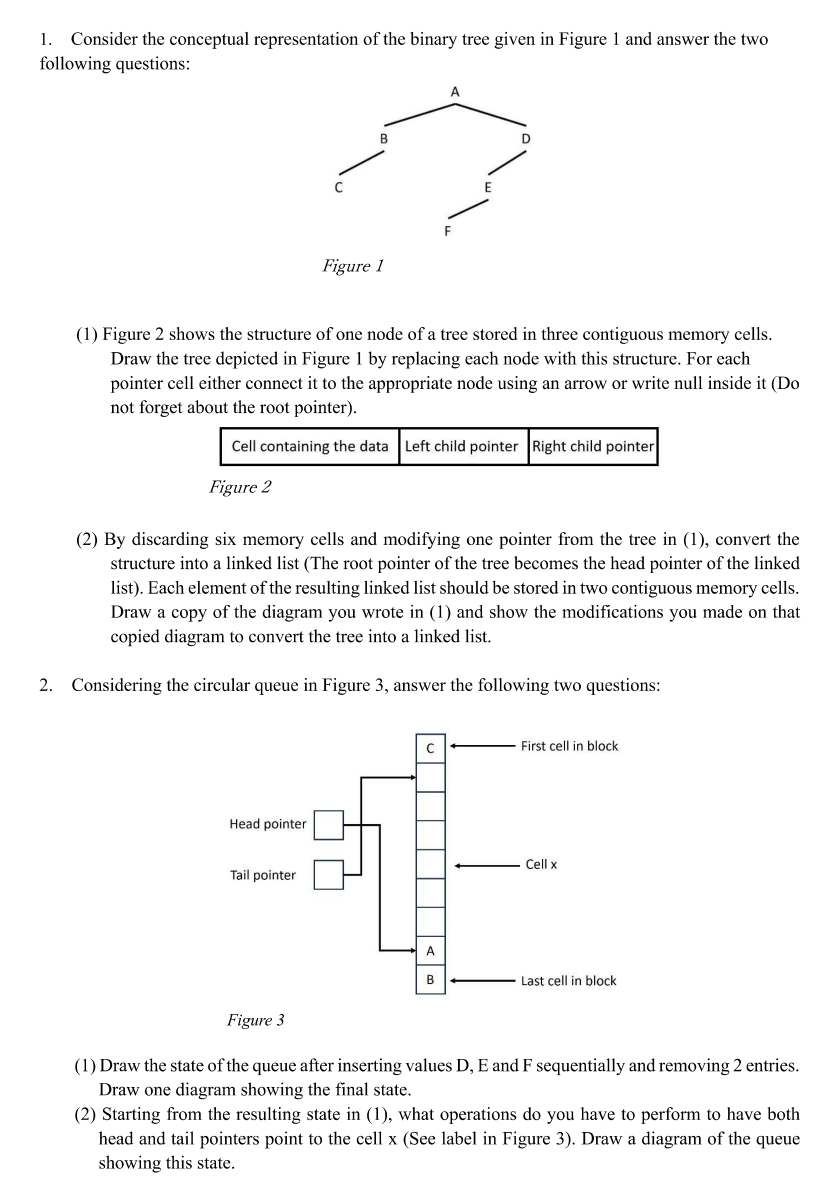 1. Consider the conceptual representation of the binary tree given in Figure 1 and answer the two
following questions:
A
B
D
C
E
F
Figure 1
(1) Figure 2 shows the structure of one node of a tree stored in three contiguous memory cells.
Draw the tree depicted in Figure 1 by replacing each node with this structure. For each
pointer cell either connect it to the appropriate node using an arrow or write null inside it (Do
not forget about the root pointer).
Cell containing the data Left child pointer Right child pointer
Figure 2
(2) By discarding six memory cells and modifying one pointer from the tree in (1), convert the
structure into a linked list (The root pointer of the tree becomes the head pointer of the linked
list). Each element of the resulting linked list should be stored in two contiguous memory cells.
Draw a copy of the diagram you wrote in (1) and show the modifications you made on that
copied diagram to convert the tree into a linked list.
2. Considering the circular queue in Figure 3, answer the following two questions:
C
First cell in block
Head pointer
Cell x
Tail pointer
A
B
Last cell in block
Figure 3
(1) Draw the state of the queue after inserting values D, E and F sequentially and removing 2 entries.
Draw one diagram showing the final state.
(2) Starting from the resulting state in (1), what operations do you have to perform to have both
head and tail pointers point to the cell x (See label in Figure 3). Draw a diagram of the queue
showing this state.